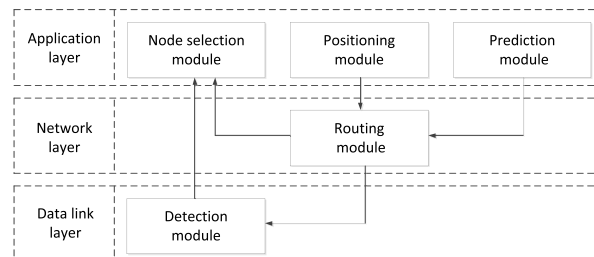 Application
layer
Node selection
module
Positioning
module
Prediction
module
Network
layer
Routing
module
Data link
layer
Detection
module